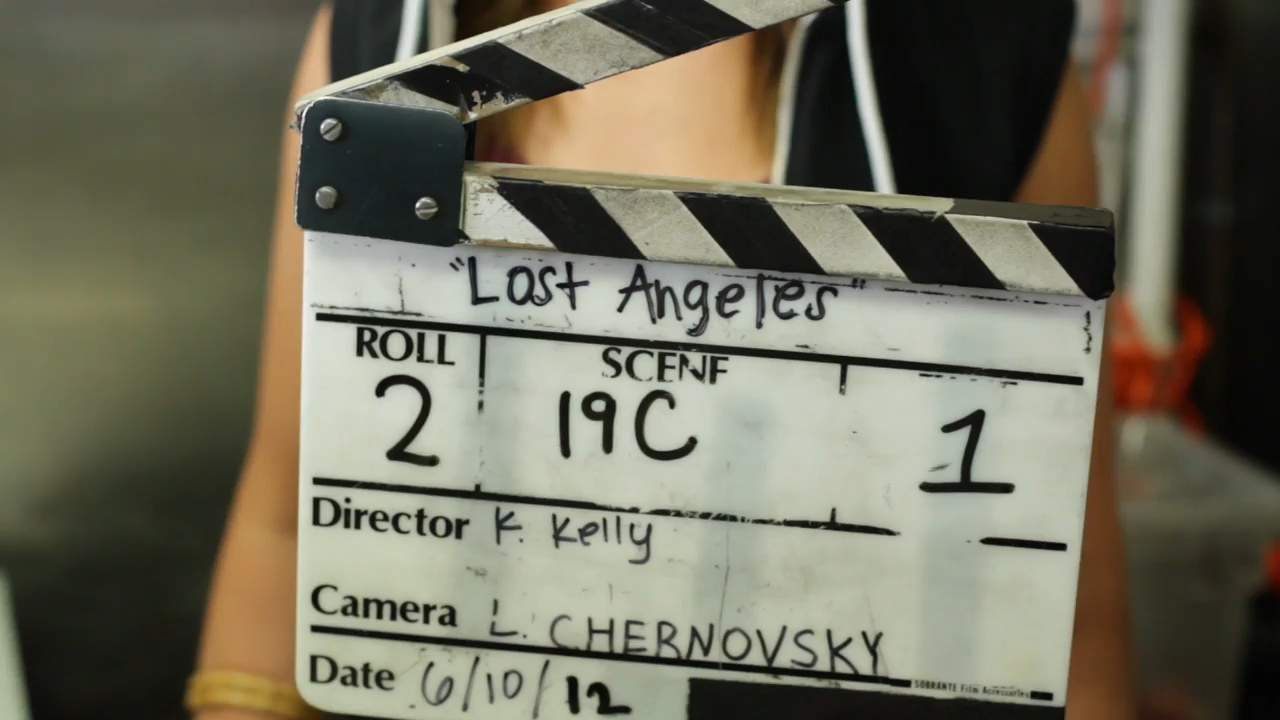 "Lost Angeles"
ROLL SCENE
2 19C 1
Director K. Kelly
Camera L. CHERNOVSKY
SOBRANTE Film Accessories
Date 6/10/12